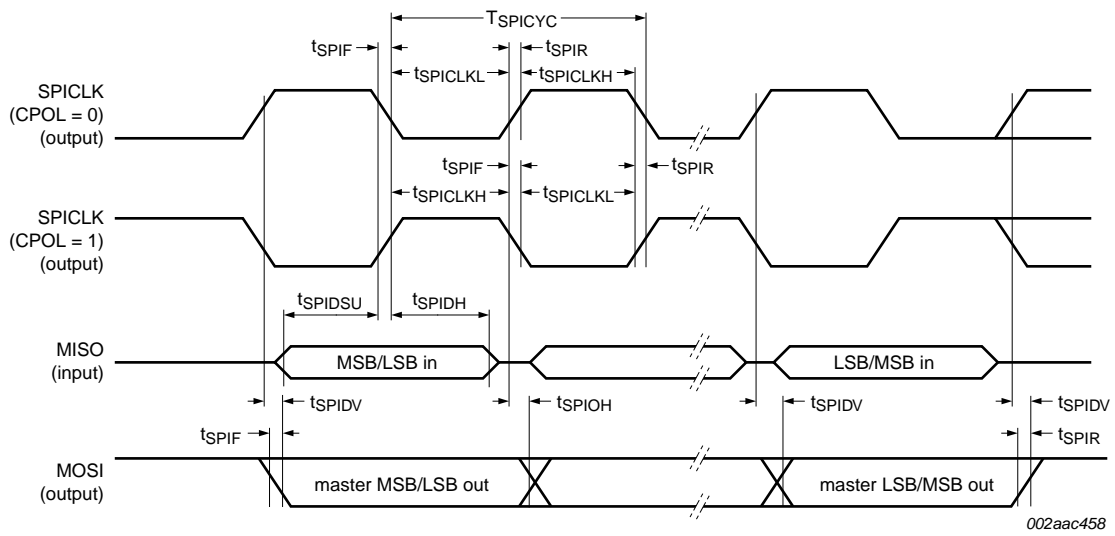 TSPICYC
tSPIF
tSPIR
tSPICLKL
tSPICLKH
SPICLK
(CPOL = 0)
(output)
tSPIF
tSPIR
tSPICLKH
tSPICLKL
SPICLK
(CPOL = 1)
(output)
tSPIDSU
tSPIDH
MISO
(input)
MSB/LSB in
LSB/MSB in
tSPIDV
tSPIOH
tSPIDV
tSPIDV
tSPIF
tSPIR
MOSI
(output)
master MSB/LSB out
master LSB/MSB out
002aac458